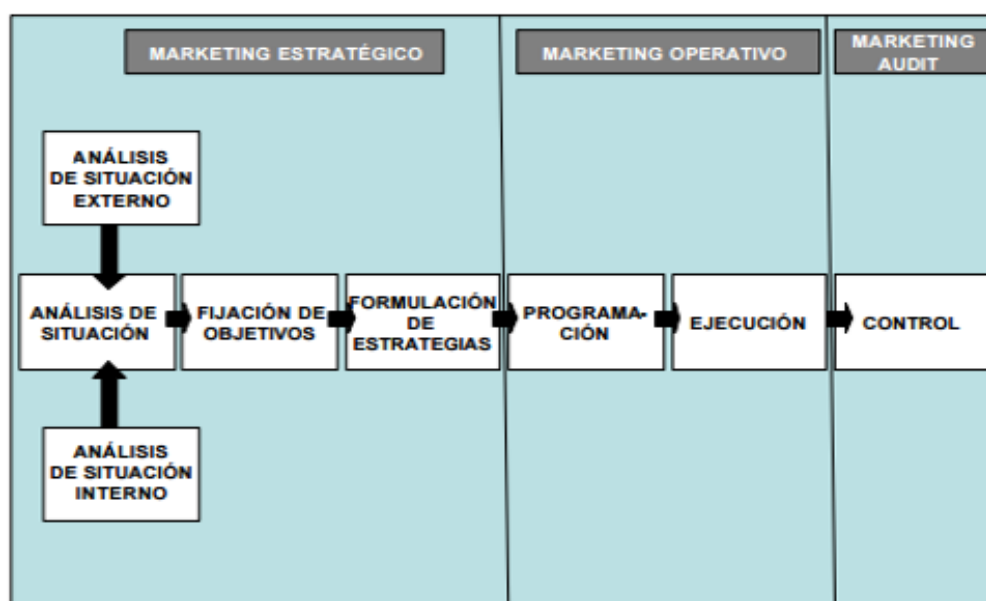 MARKETING ESTRATÉGICO
MARKETING OPERATIVO
MARKETING
AUDIT
ANÁLISIS
DE SITUACIÓN
EXTERNO
ANÁLISIS DE
SITUACIÓN
FIJACIÓN DE
OBJETIVOS
FORMULACIÓN
DE
ESTRATEGIAS
PROGRAMA-
CIÓN
EJECUCIÓN
CONTROL
ANÁLISIS
DE SITUACIÓN
INTERNO